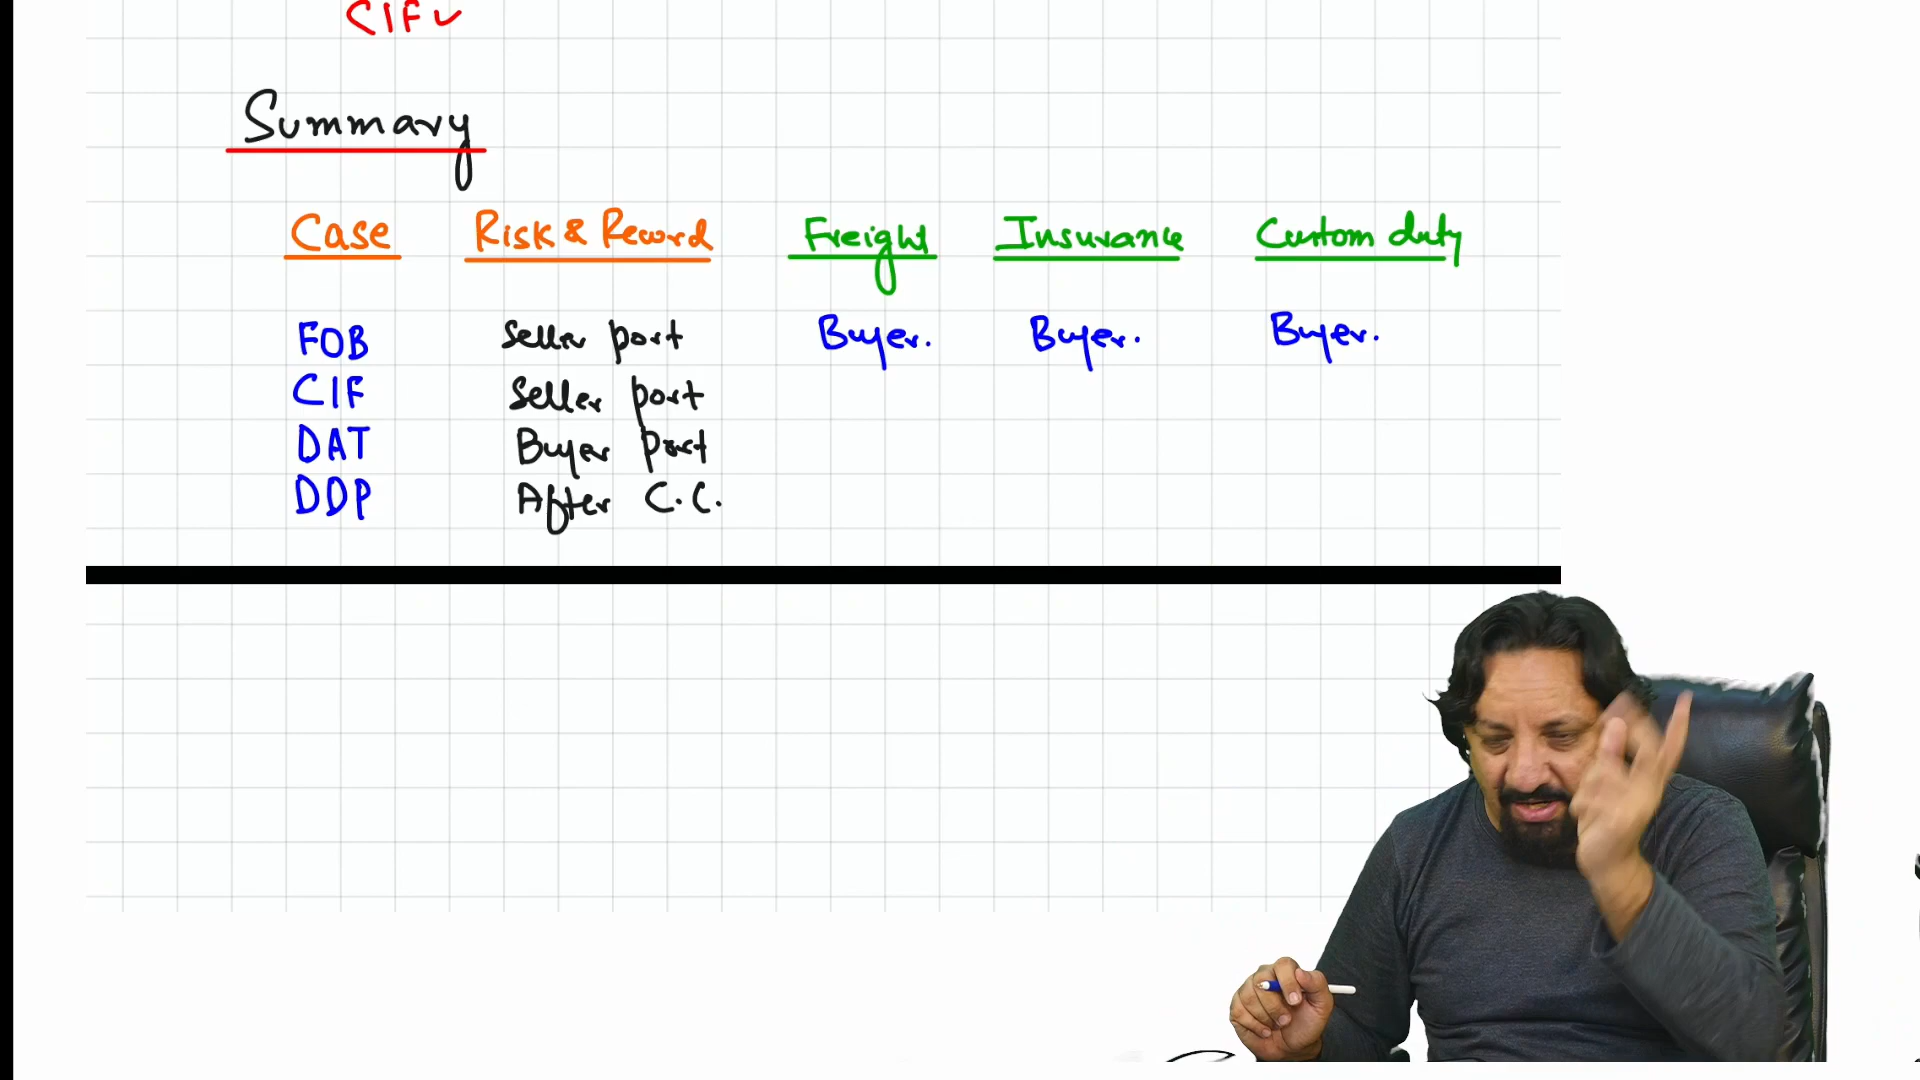 CIF
Summary
Case Risk & Record Freight Insurance Custom duty
FOB Seller port Buyer. Buyer. Buyer.
CIF Seller port
DAT Buyer port
DDP After C.C.